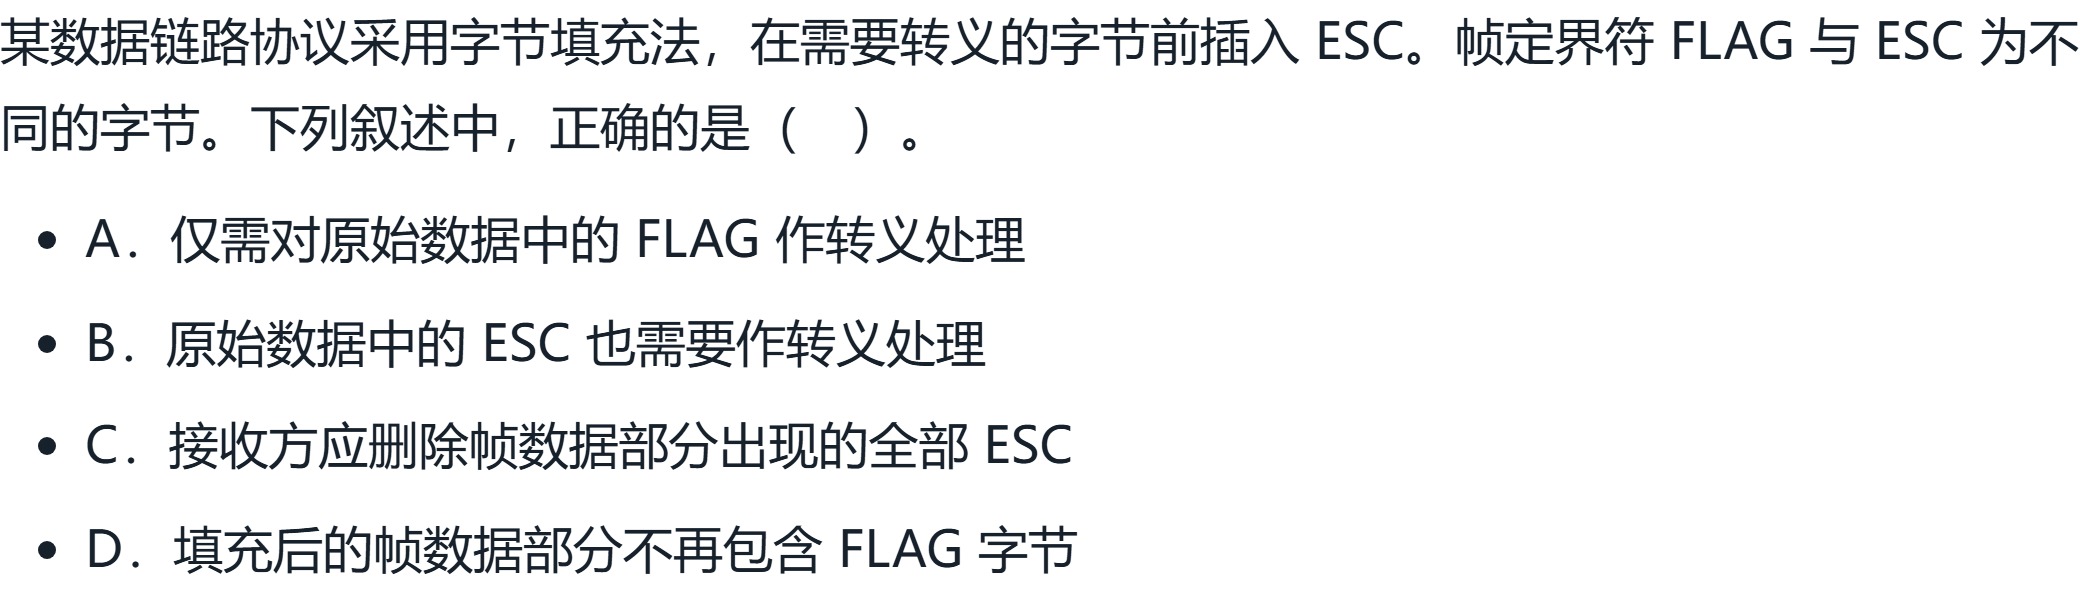 某数据链路协议采用字节填充法，在需要转义的字节前插入 ESC。帧定界符 FLAG 与 ESC 为不
同的字节。下列叙述中，正确的是（　）。
• A．仅需对原始数据中的 FLAG 作转义处理
• B．原始数据中的 ESC 也需要作转义处理
• C．接收方应删除帧数据部分出现的全部 ESC
• D．填充后的帧数据部分不再包含 FLAG 字节